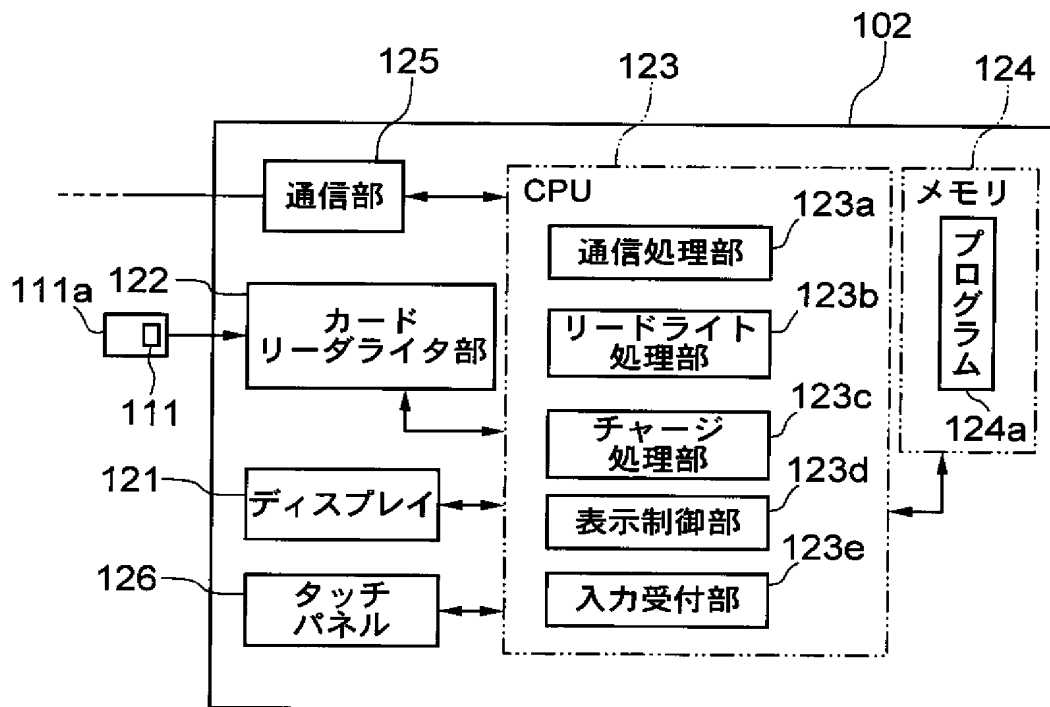 102
125
123
124
通信部
CPU
メモリ
123a
通信処理部
プログラム
122
111a
カード
リーダライタ部
123b
リードライト
処理部
111
123c
チャージ
処理部
124a
121
ディスプレイ
123d
表示制御部
126
タッチ
パネル
123e
入力受付部